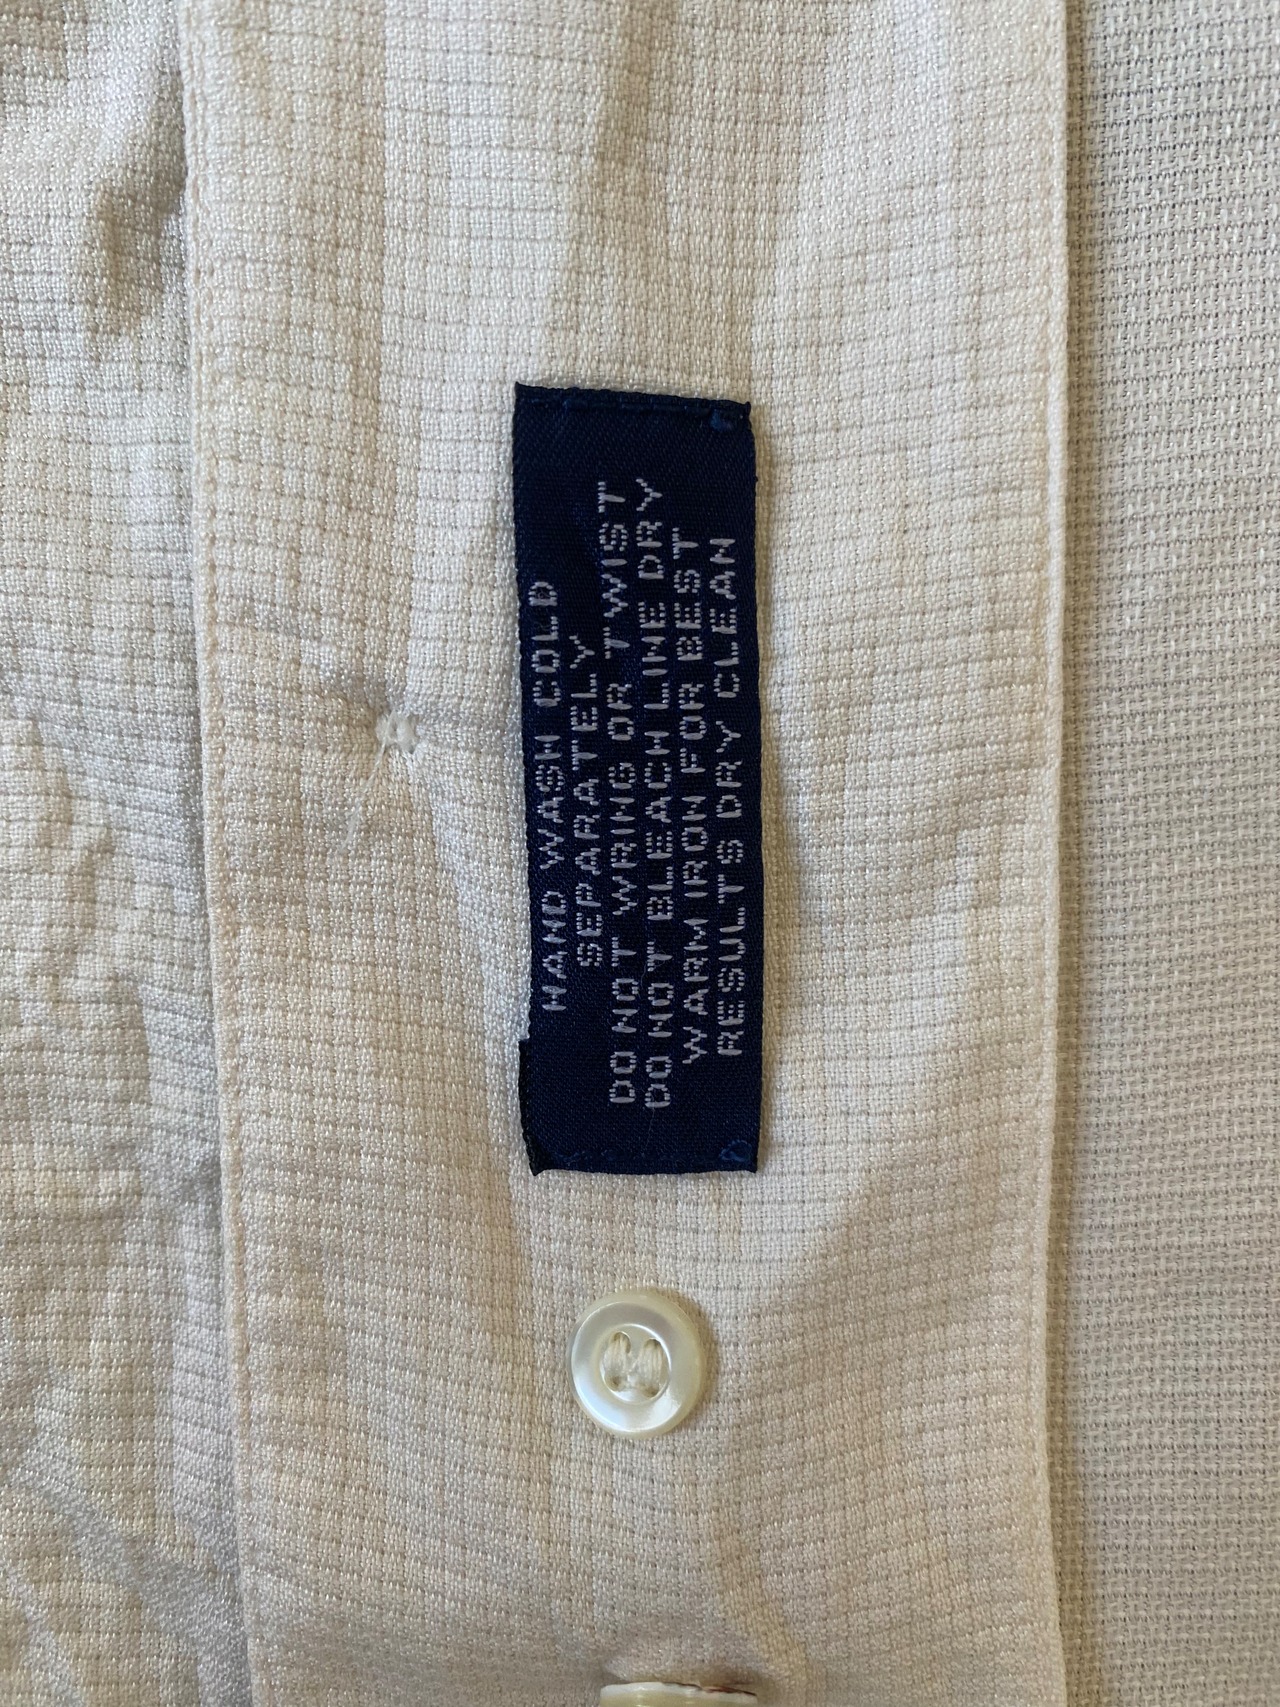 HAND WASH COLD
SEPARATELY
DO NOT WRING OR TWIST
DO NOT BLEACH LINE DRY
WARM IRON FOR BEST
RESULTS DRY CLEAN